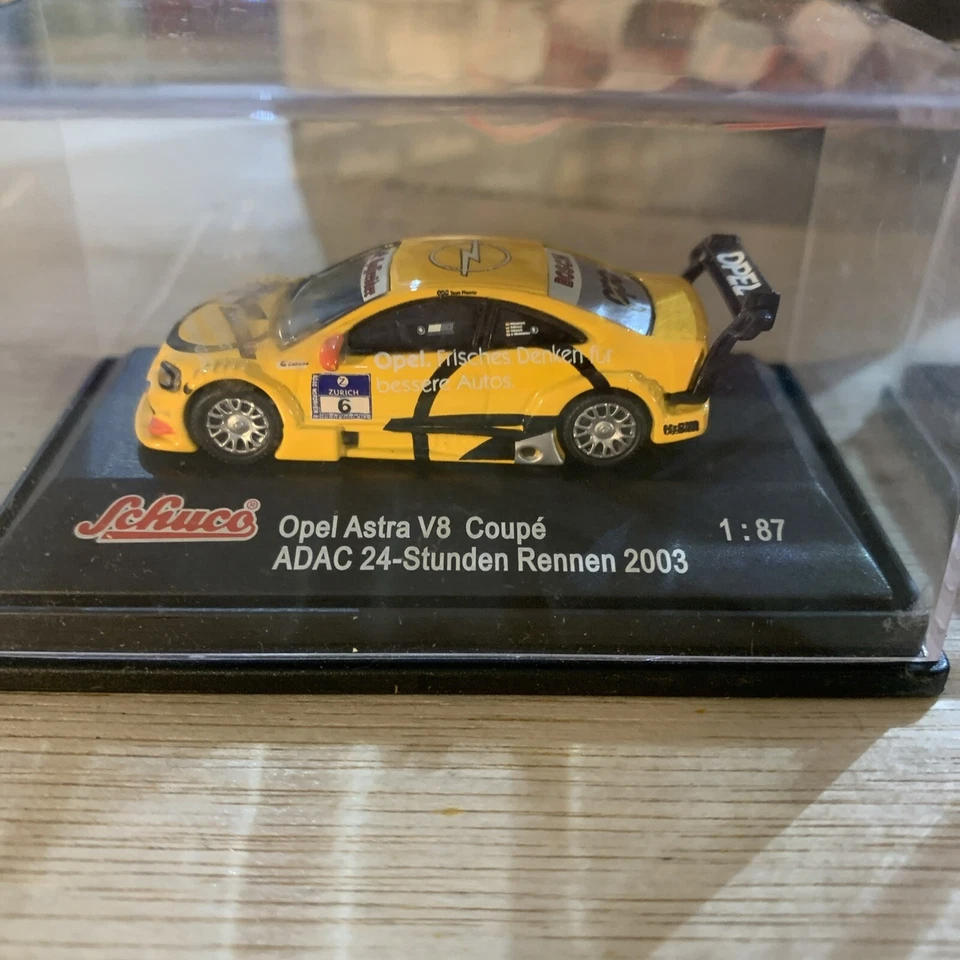 OPEL
BOSCH
Opel. Frisches Denken für
bessere Autos.
ZURICH
6
Schuco®
Opel Astra V8 Coupé
1:87
ADAC 24-Stunden Rennen 2003